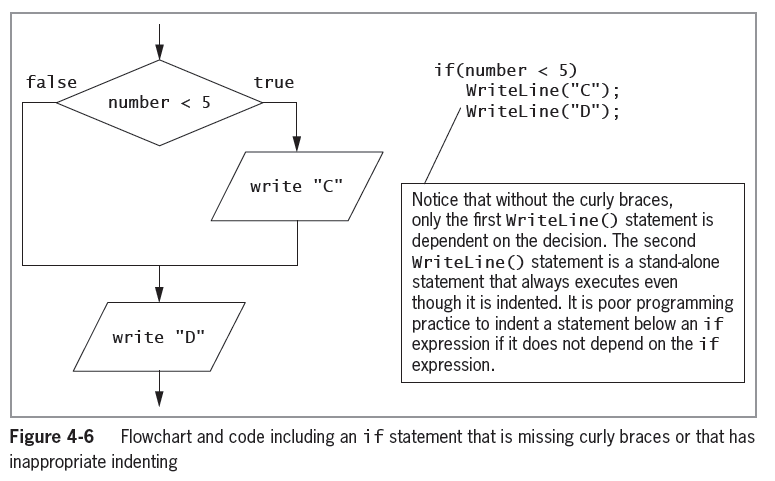 false
true
number < 5
write "C"
write "D"
if(number < 5)
WriteLine("C");
WriteLine("D");
Notice that without the curly braces,
only the first WriteLine() statement is
dependent on the decision. The second
WriteLine() statement is a stand-alone
statement that always executes even
though it is indented. It is poor programming
practice to indent a statement below an if
expression if it does not depend on the if
expression.
Figure 4-6 Flowchart and code including an if statement that is missing curly braces or that has
inappropriate indenting